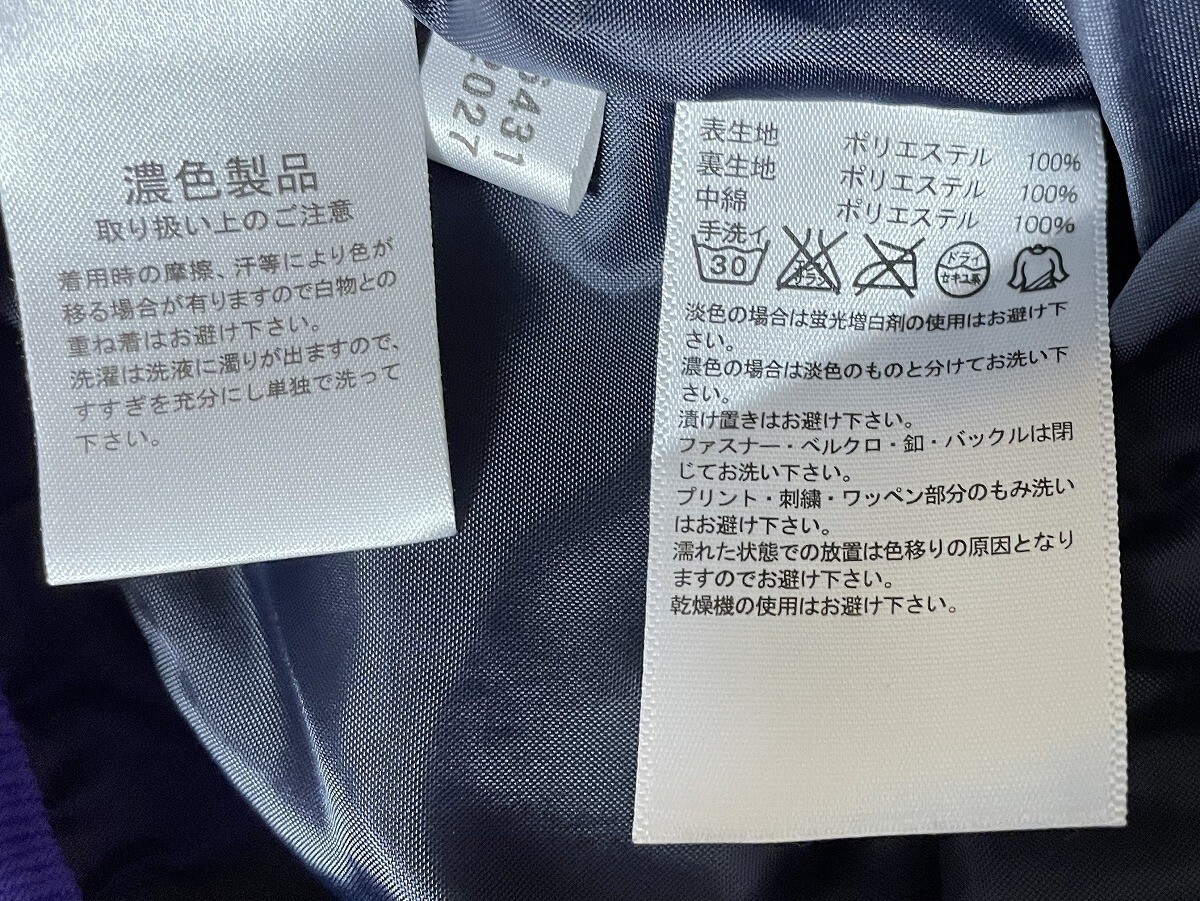 濃色製品
取り扱い上のご注意
着用時の摩擦、汗等により色が
移る場合が有りますので白物との
重ね着はお避け下さい。
洗濯は洗液に濁りが出ますので、
すすぎを充分にし単独で洗って
下さい。
6431
2027
表生地 ポリエステル 100%
裏生地 ポリエステル 100%
中綿 ポリエステル 100%
手洗イ
30
エンソ
サラシ
ドライ
セキユ系
淡色の場合は蛍光増白剤の使用はお避け下
さい。
濃色の場合は淡色のものと分けてお洗い下
さい。
漬け置きはお避け下さい。
ファスナー・ベルクロ・釦・バックルは閉
じてお洗い下さい。
プリント・刺繍・ワッペン部分のもみ洗い
はお避け下さい。
濡れた状態での放置は色移りの原因となり
ますのでお避け下さい。
乾燥機の使用はお避け下さい。